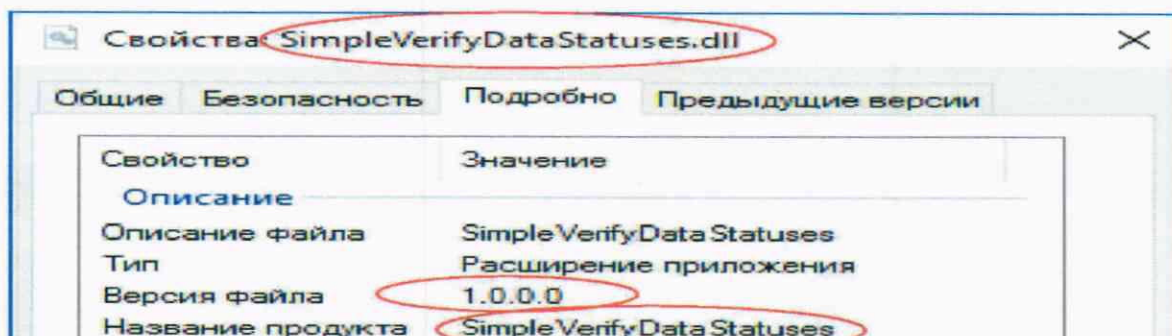 Свойства: SimpleVerifyDataStatuses.dll
Общие Безопасность Подробно Предыдущие версии
Свойство Значение
Описание
Описание файла SimpleVerifyDataStatuses
Тип Расширение приложения
Версия файла 1.0.0.0
Название продукта SimpleVerifyDataStatuses